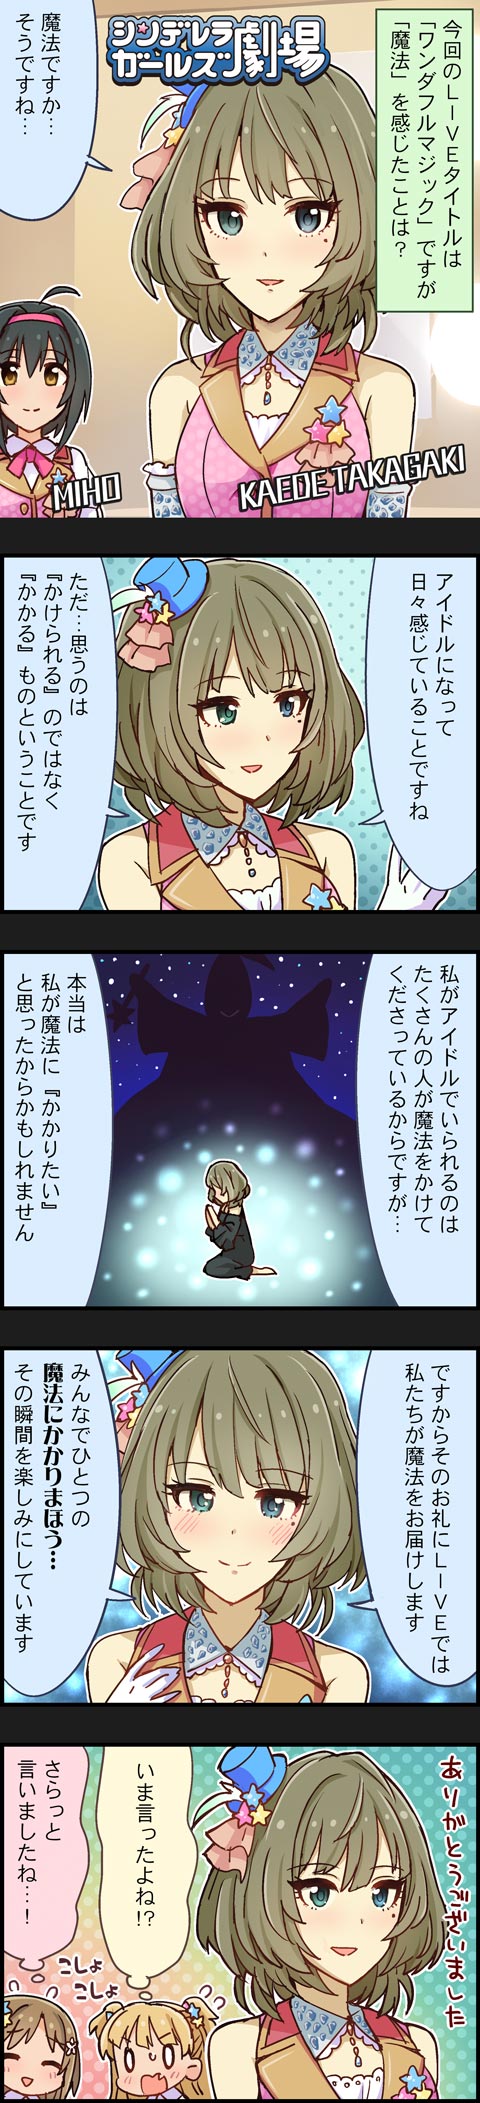 シンデレラ
ガールズ劇場
今回のLIVEタイトルは
「ワンダフルマジック」ですが
「魔法」を感じたことは？
魔法ですか…
そうですね…
MIHO
KAEDE TAKAGAKI
アイドルになって
日々感じていることですね
ただ…思うのは
『かけられる』のではなく
『かかる』ものということです
私がアイドルでいられるのは
たくさんの人が魔法をかけて
くださっているからですが…
本当は
私が魔法に『かかりたい』
と思ったからかもしれません
ですからそのお礼にLIVEでは
私たちが魔法をお届けします
みんなでひとつの
魔法にかかりまほう…
その瞬間を楽しみにしています
ありがとうございました
いま言ったよね!?
さらっと
言いましたね…！
こしょ
こしょ